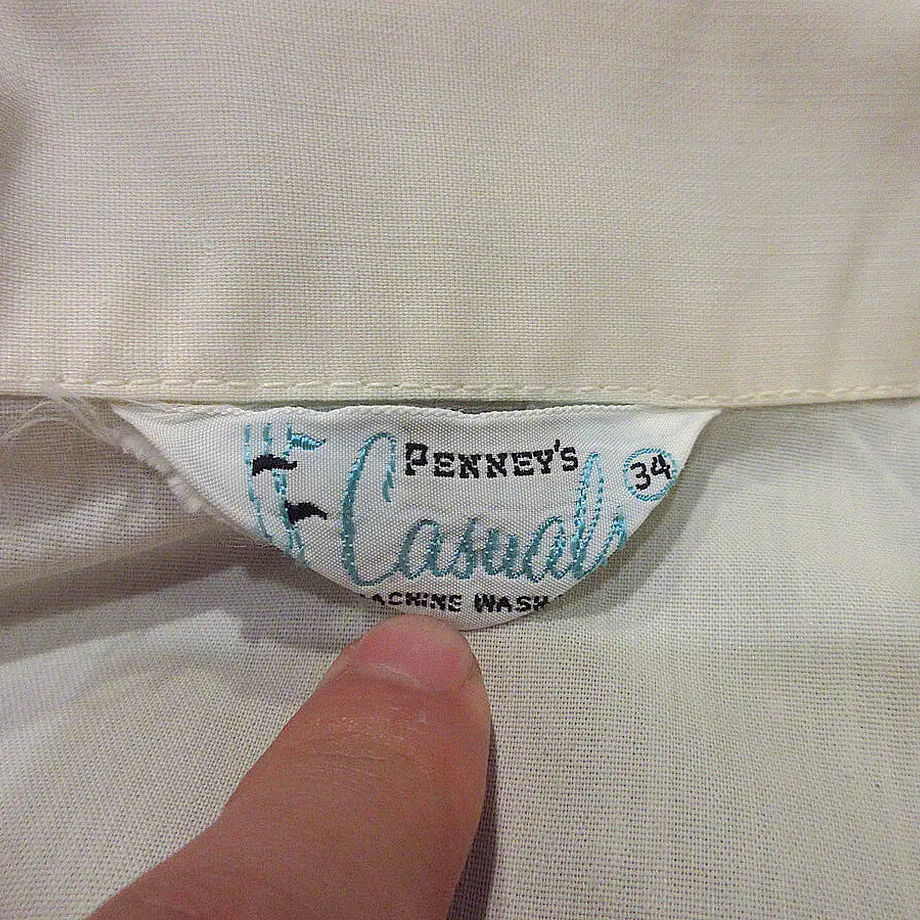 PENNEY'S
34
Casuals
ACHINE WASH